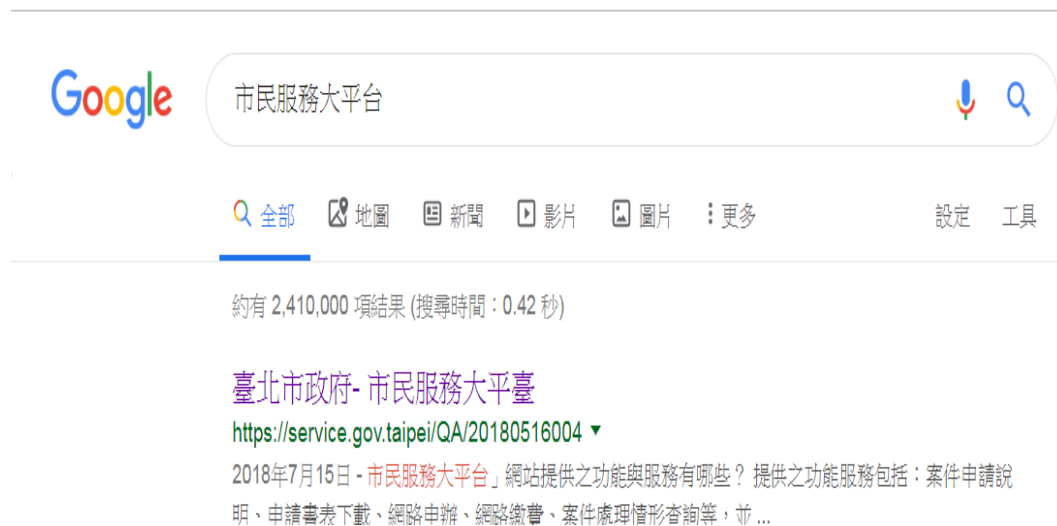 Google 市民服務大平台
全部 地圖 新聞 影片 圖片 更多 設定 工具
約有 2,410,000 項結果 (搜尋時間：0.42 秒)
臺北市政府- 市民服務大平臺
https://service.gov.taipei/QA/20180516004
2018年7月15日 - 市民服務大平台」網站提供之功能與服務有哪些？ 提供之功能服務包括：案件申請說
明、申請書表下載、網路申辦、網路繳費、案件處理情形查詢等，並 ...